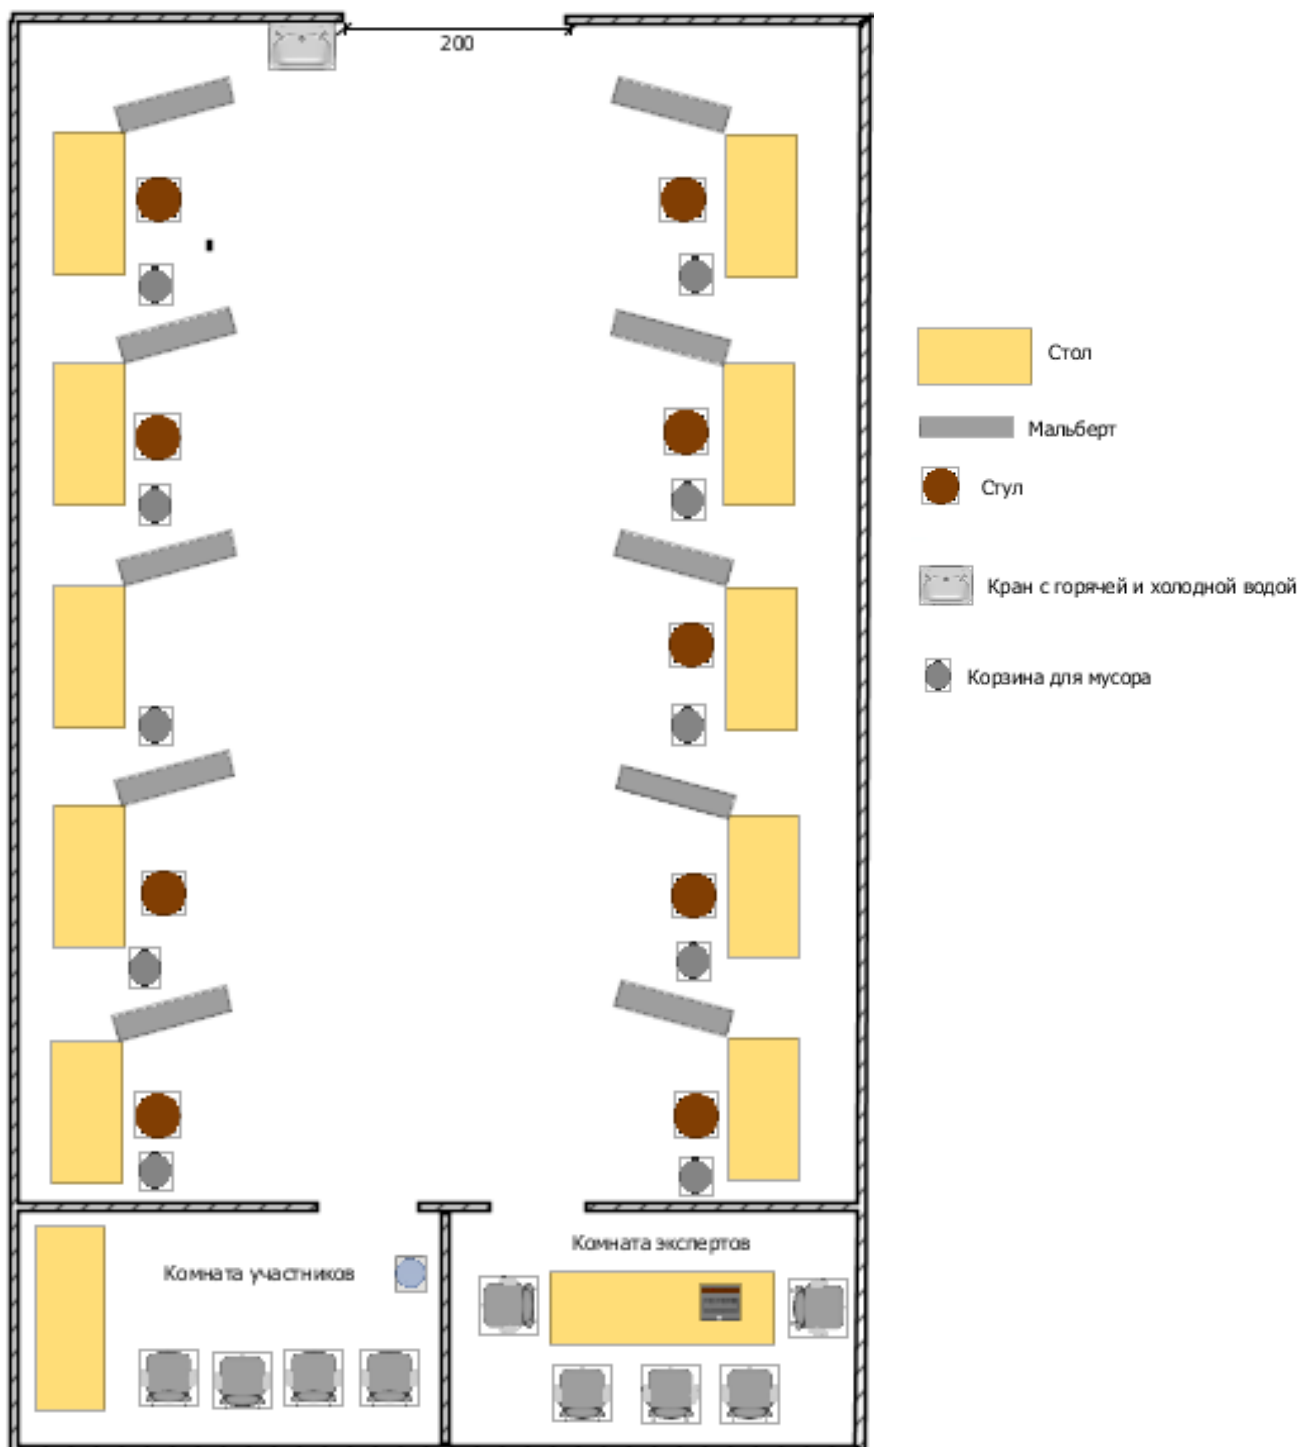 200
Стол
Мальберт
Стул
Кран с горячей и холодной водой
Корзина для мусора
Комната экспертов
Комната участников